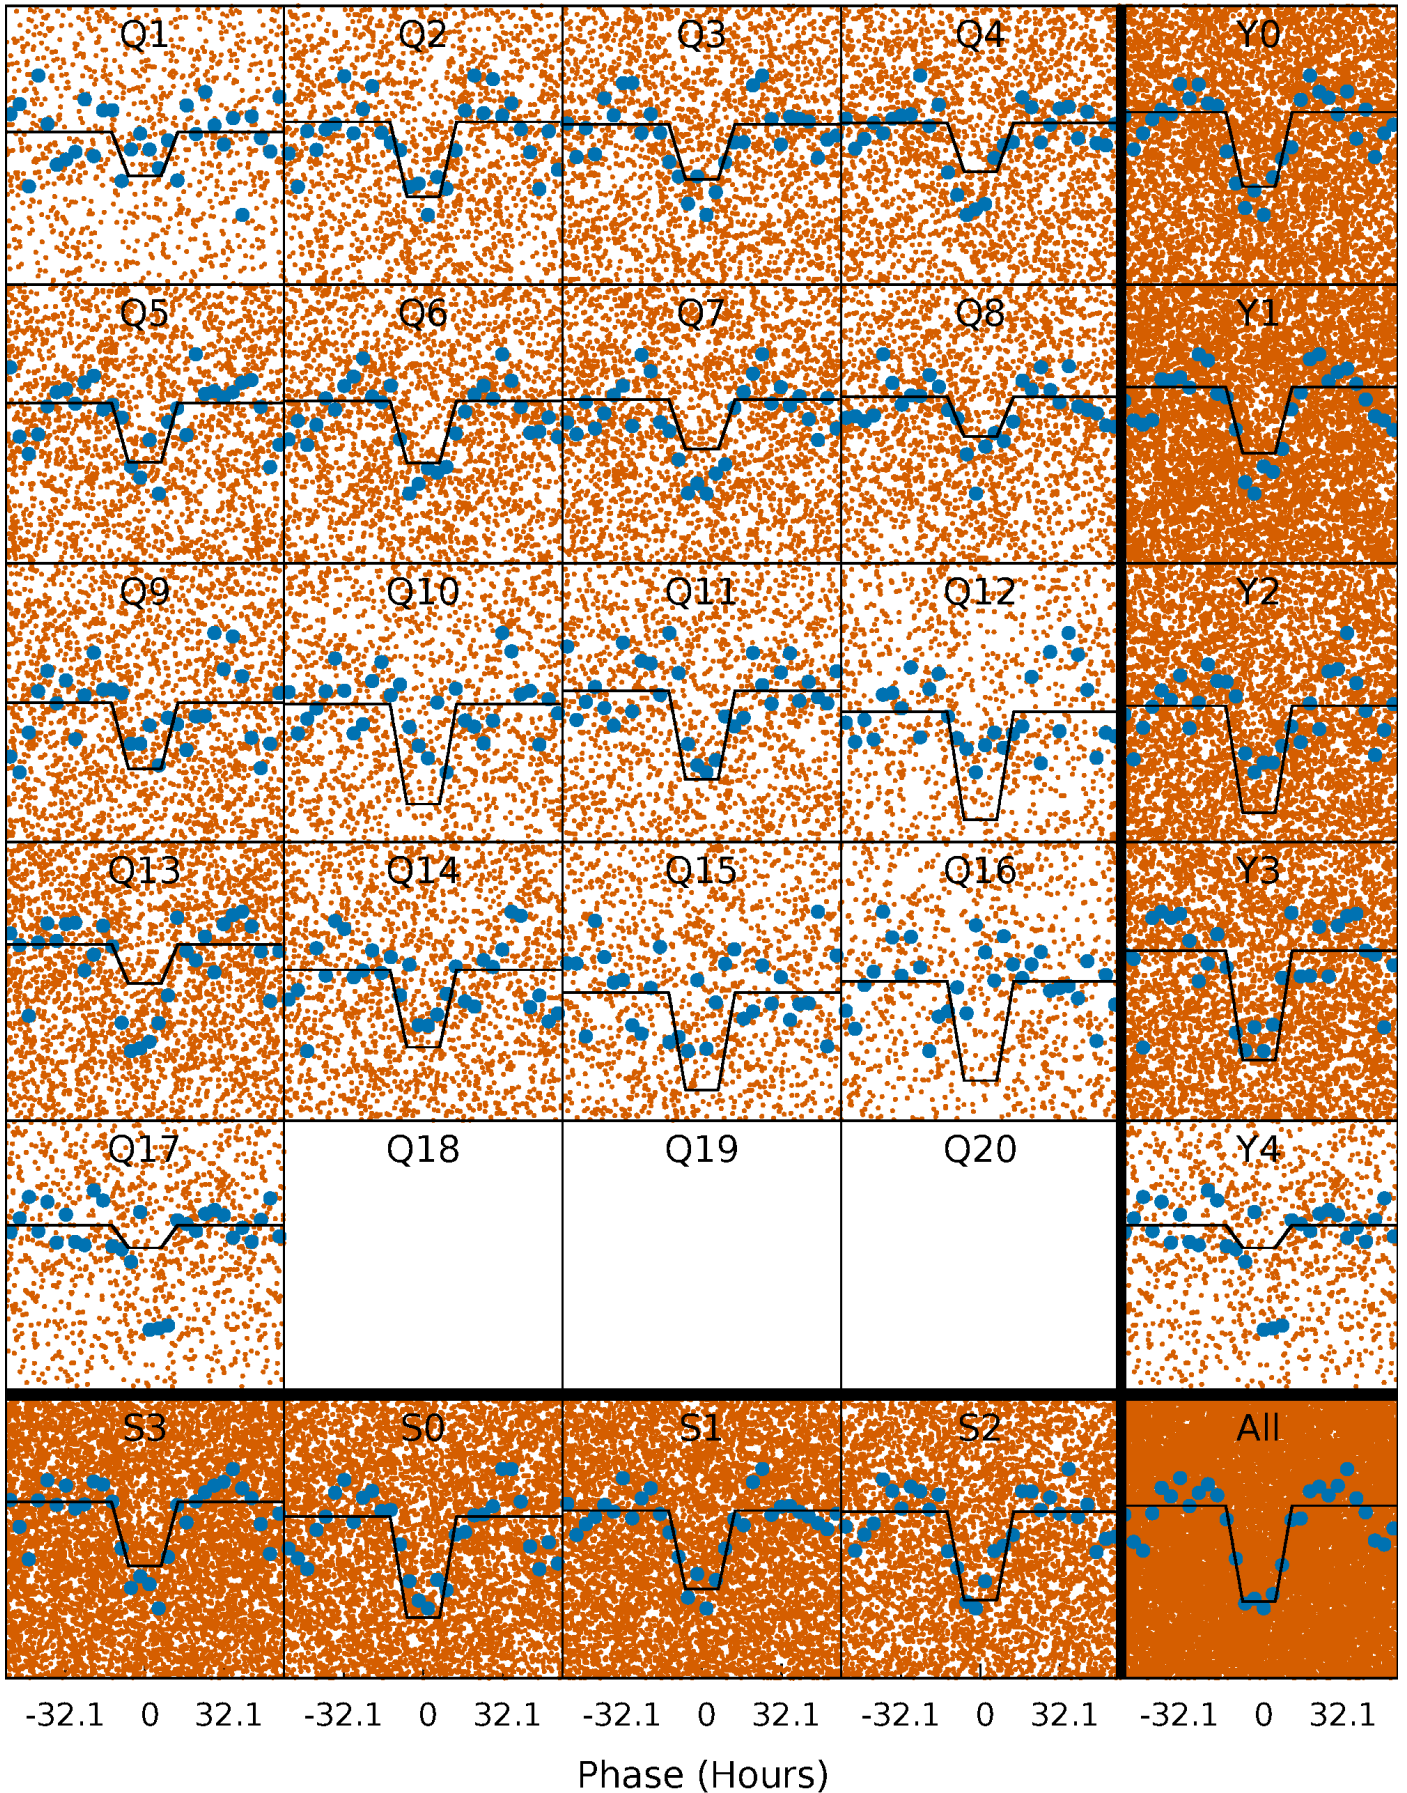 Q1 Q2 Q3 Q4 Y0
Q5 Q6 Q7 Q8 Y1
Q9 Q10 Q11 Q12 Y2
Q13 Q14 Q15 Q16 Y3
Q17 Q18 Q19 Q20 Y4
S3 S0 S1 S2 All
-32.1 0 32.1 -32.1 0 32.1 -32.1 0 32.1 -32.1 0 32.1 -32.1 0 32.1
Phase (Hours)